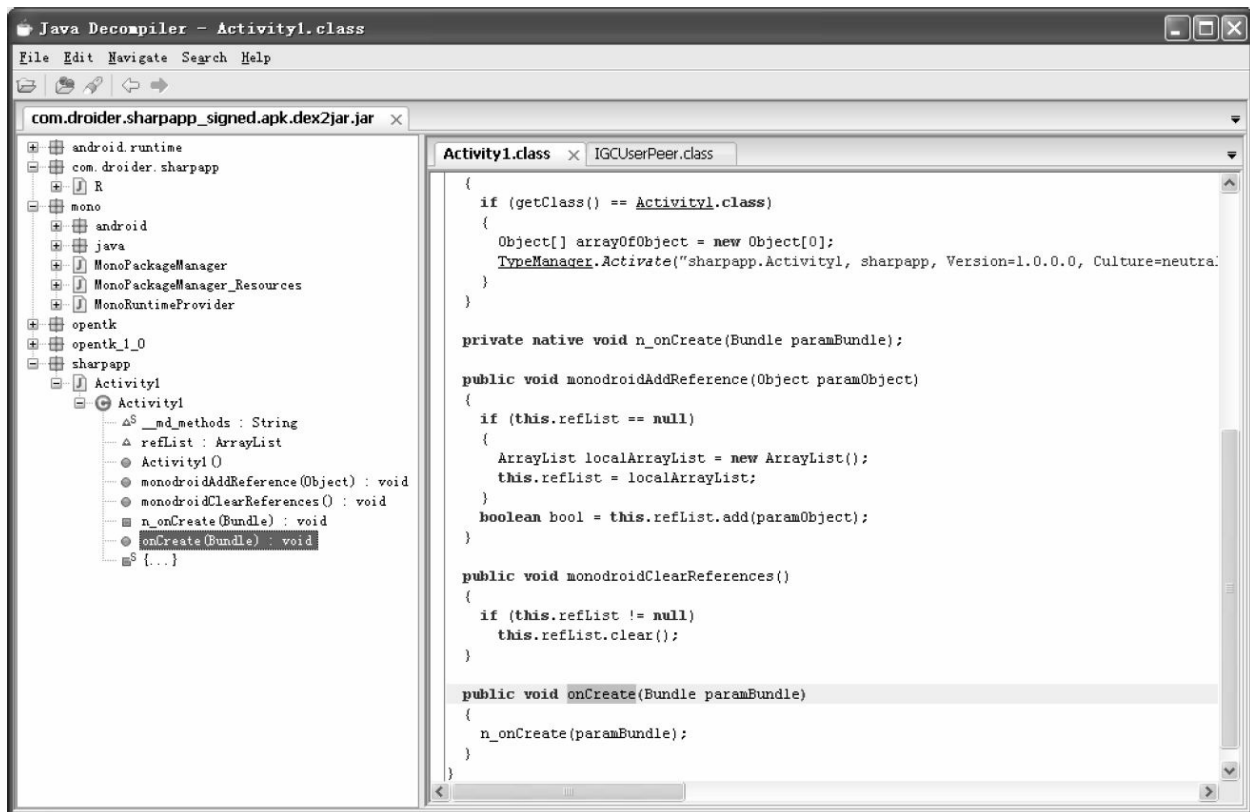 Java Decompiler - Activity1.class
File Edit Navigate Search Help
com.droider.sharpapp_signed.apk.dex2jar.jar
android.runtime
com.droider.sharpapp
R
mono
android
java
MonoPackageManager
MonoPackageManager_Resources
MonoRuntimeProvider
opentk
opentk_1_0
sharpapp
Activity1
Activity1
__md_methods : String
refList : ArrayList
Activity1()
monodroidAddReference(Object) : void
monodroidClearReferences() : void
n_onCreate(Bundle) : void
onCreate(Bundle) : void
{...}
Activity1.class IGCUserPeer.class
{
if (getClass() == Activity1.class)
{
Object[] arrayOfObject = new Object[0];
TypeManager.Activate("sharpapp.Activity1, sharpapp, Version=1.0.0.0, Culture=neutral
}
}
private native void n_onCreate(Bundle paramBundle);
public void monodroidAddReference(Object paramObject)
{
if (this.refList == null)
{
ArrayList localArrayList = new ArrayList();
this.refList = localArrayList;
}
boolean bool = this.refList.add(paramObject);
}
public void monodroidClearReferences()
{
if (this.refList != null)
this.refList.clear();
}
public void onCreate(Bundle paramBundle)
{
n_onCreate(paramBundle);
}
}